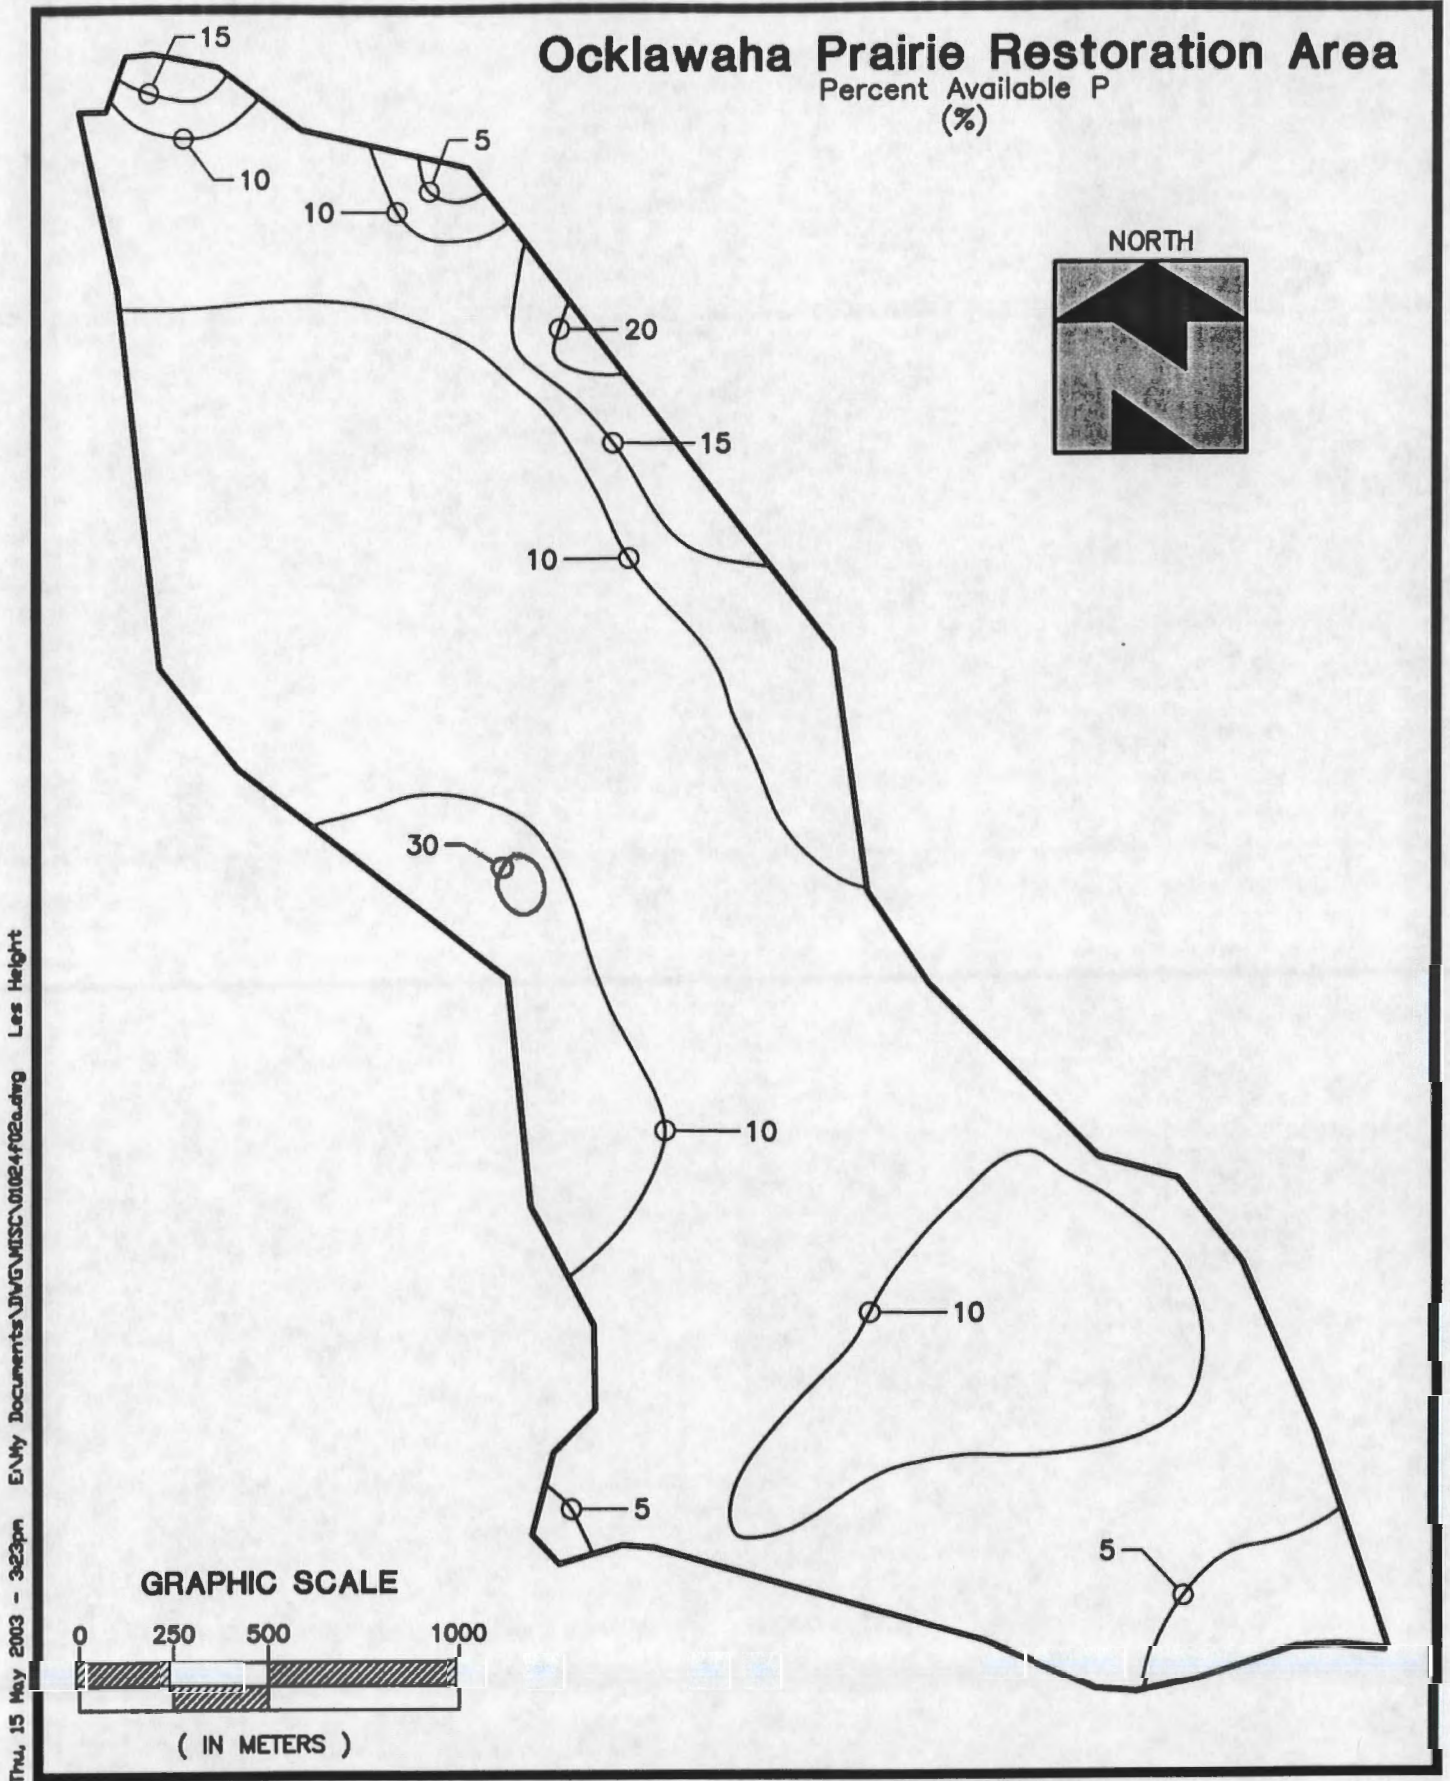 Ocklawaha Prairie Restoration Area
Percent Available P
(%)
15
10
5
10
NORTH
20
15
10
30
10
10
5
5
GRAPHIC SCALE
0 250 500 1000
( IN METERS )
Thu, 15 May 2003 - 3:23pm E:\My Documents\DWG\MISC\01024f02a.dwg Les Height